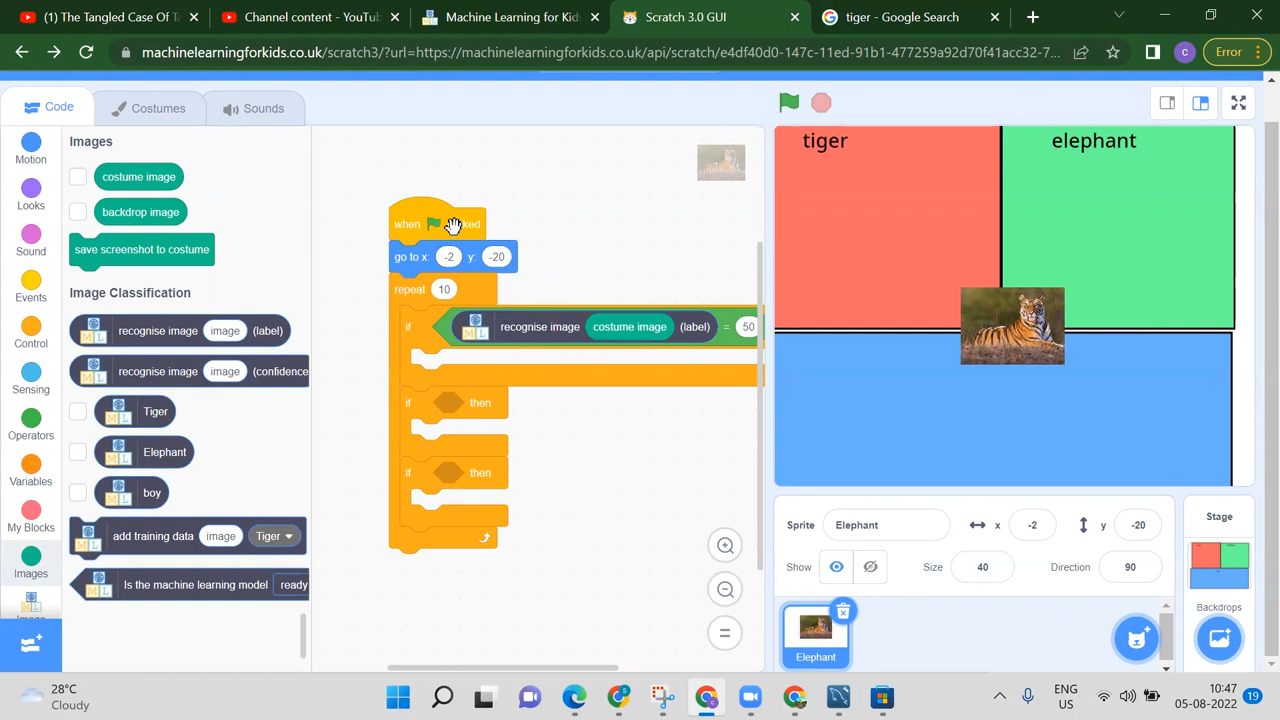 (1) The Tangled Case Of T
Channel content - YouTu
Machine Learning for Kids
Scratch 3.0 GUI
tiger - Google Search
machinelearningforkids.co.uk/scratch3/?url=https://machinelearningforkids.co.uk/api/scratch/e4df40d0-147c-11ed-91b1-477259a92d70f41acc32-7...
c
Error
Code
Costumes
Sounds
Motion
Looks
Sound
Events
Control
Sensing
Operators
Variables
My Blocks
Images
Images
costume image
backdrop image
save screenshot to costume
Image Classification
recognise image image (label)
recognise image image (confidence
ML Tiger
ML Elephant
ML boy
add training data image Tiger
Is the machine learning model ready
when ked
go to x: -2 y: -20
repeat 10
if recognise image costume image (label) = 50
if then
if then
tiger
elephant
Sprite Elephant x -2 y -20
Show Size 40 Direction 90
Elephant
Stage
Backdrops
28°C
Cloudy
ENG
US
10:47
05-08-2022
19